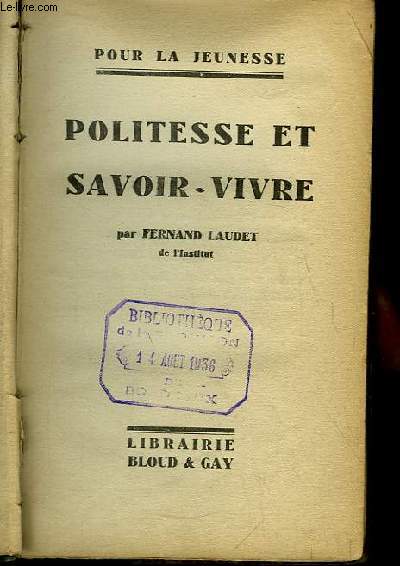 Le-livre.com
POUR LA JEUNESSE
POLITESSE ET
SAVOIR-VIVRE
par FERNAND LAUDET
de l'Institut
BIBLIOTHÈQUE
14 AOUT 1936
LIBRAIRIE
BLOUD & GAY